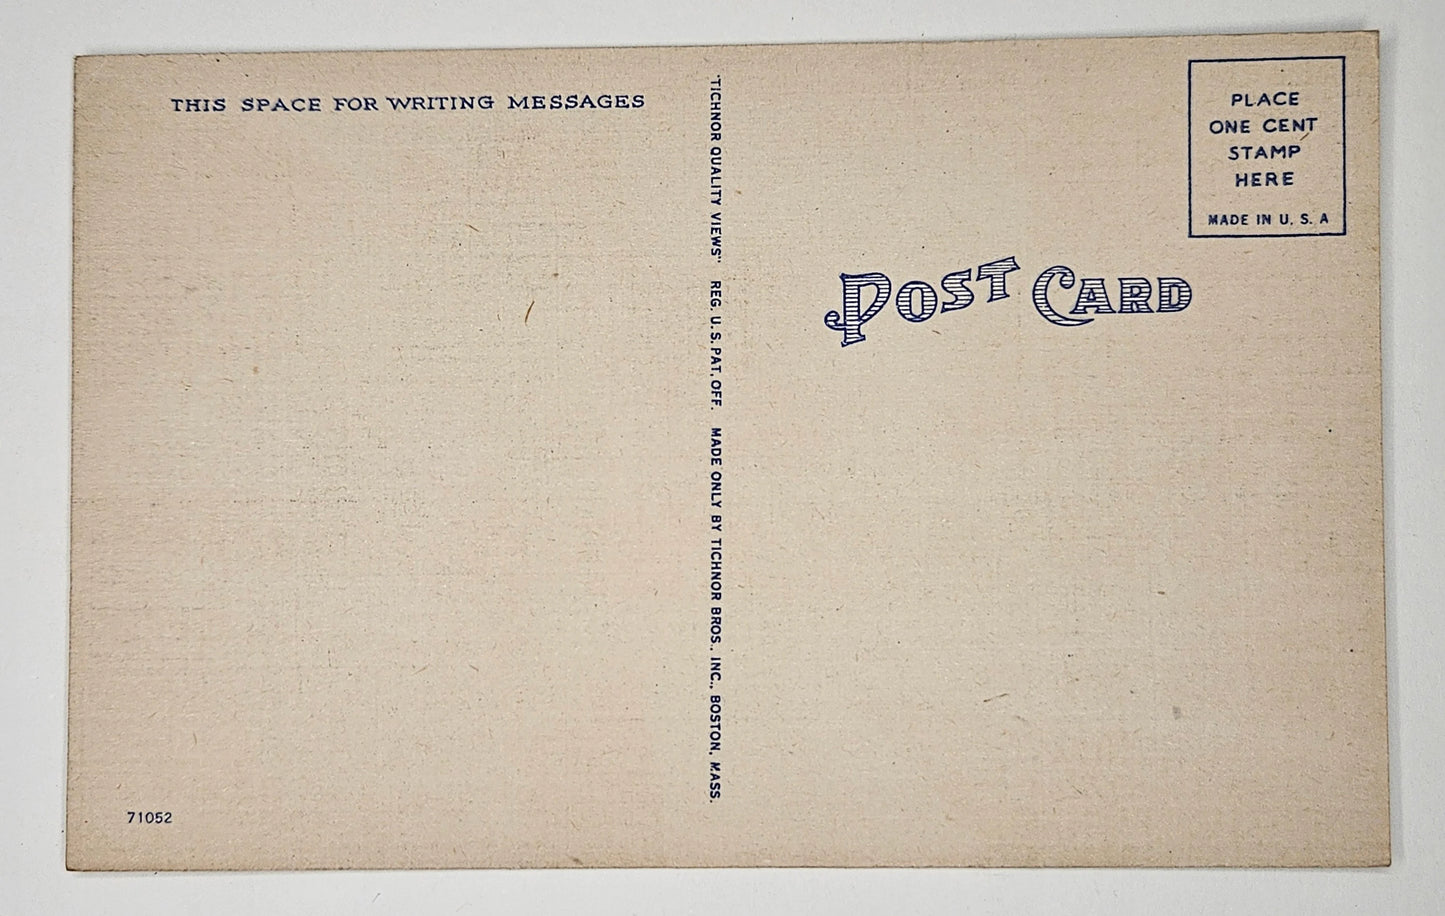 THIS SPACE FOR WRITING MESSAGES
"TICHNOR QUALITY VIEWS" REG. U. S. PAT. OFF. MADE ONLY BY TICHNOR BROS., INC., BOSTON, MASS.
PLACE
ONE CENT
STAMP
HERE
MADE IN U. S. A
POST CARD
71052